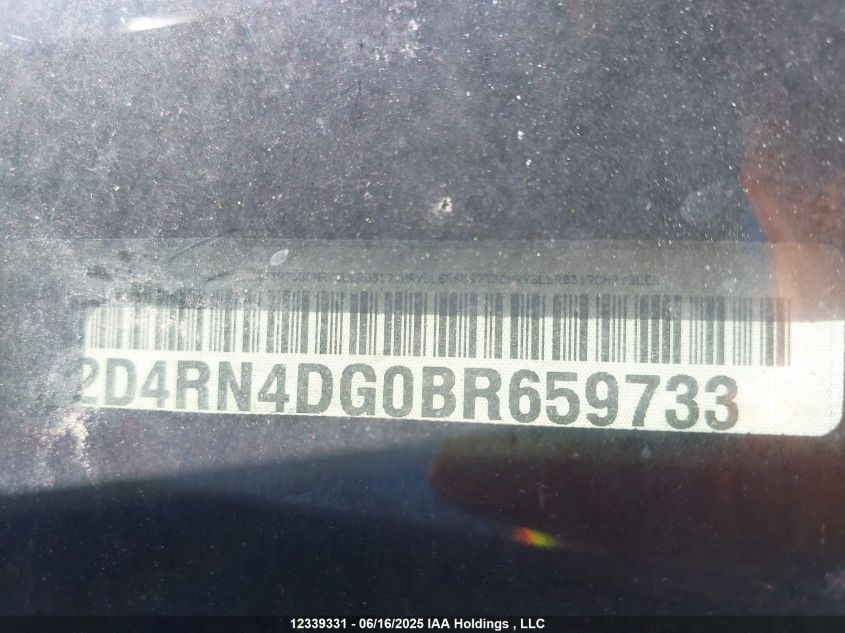 2D4RN4DG0BR659733
12339331 - 06/16/2025 IAA Holdings , LLC